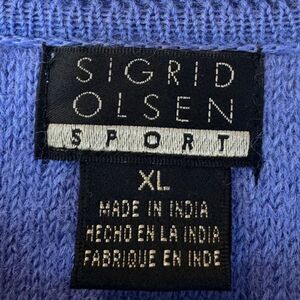 SIGRID
OLSEN
SPORT
XL
MADE IN INDIA
HECHO EN LA INDIA
FABRIQUE EN INDE